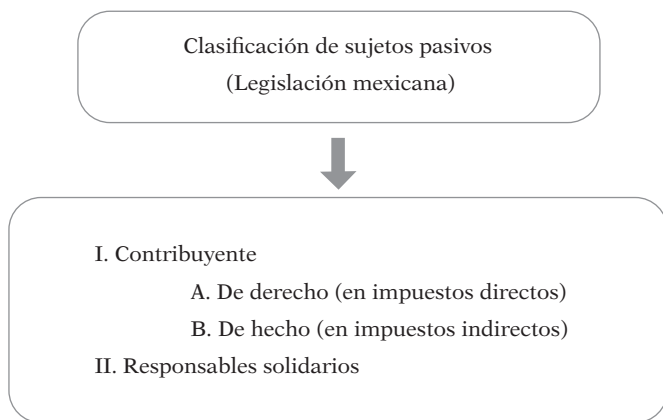 Clasificación de sujetos pasivos
(Legislación mexicana)
I. Contribuyente
A. De derecho (en impuestos directos)
B. De hecho (en impuestos indirectos)
II. Responsables solidarios